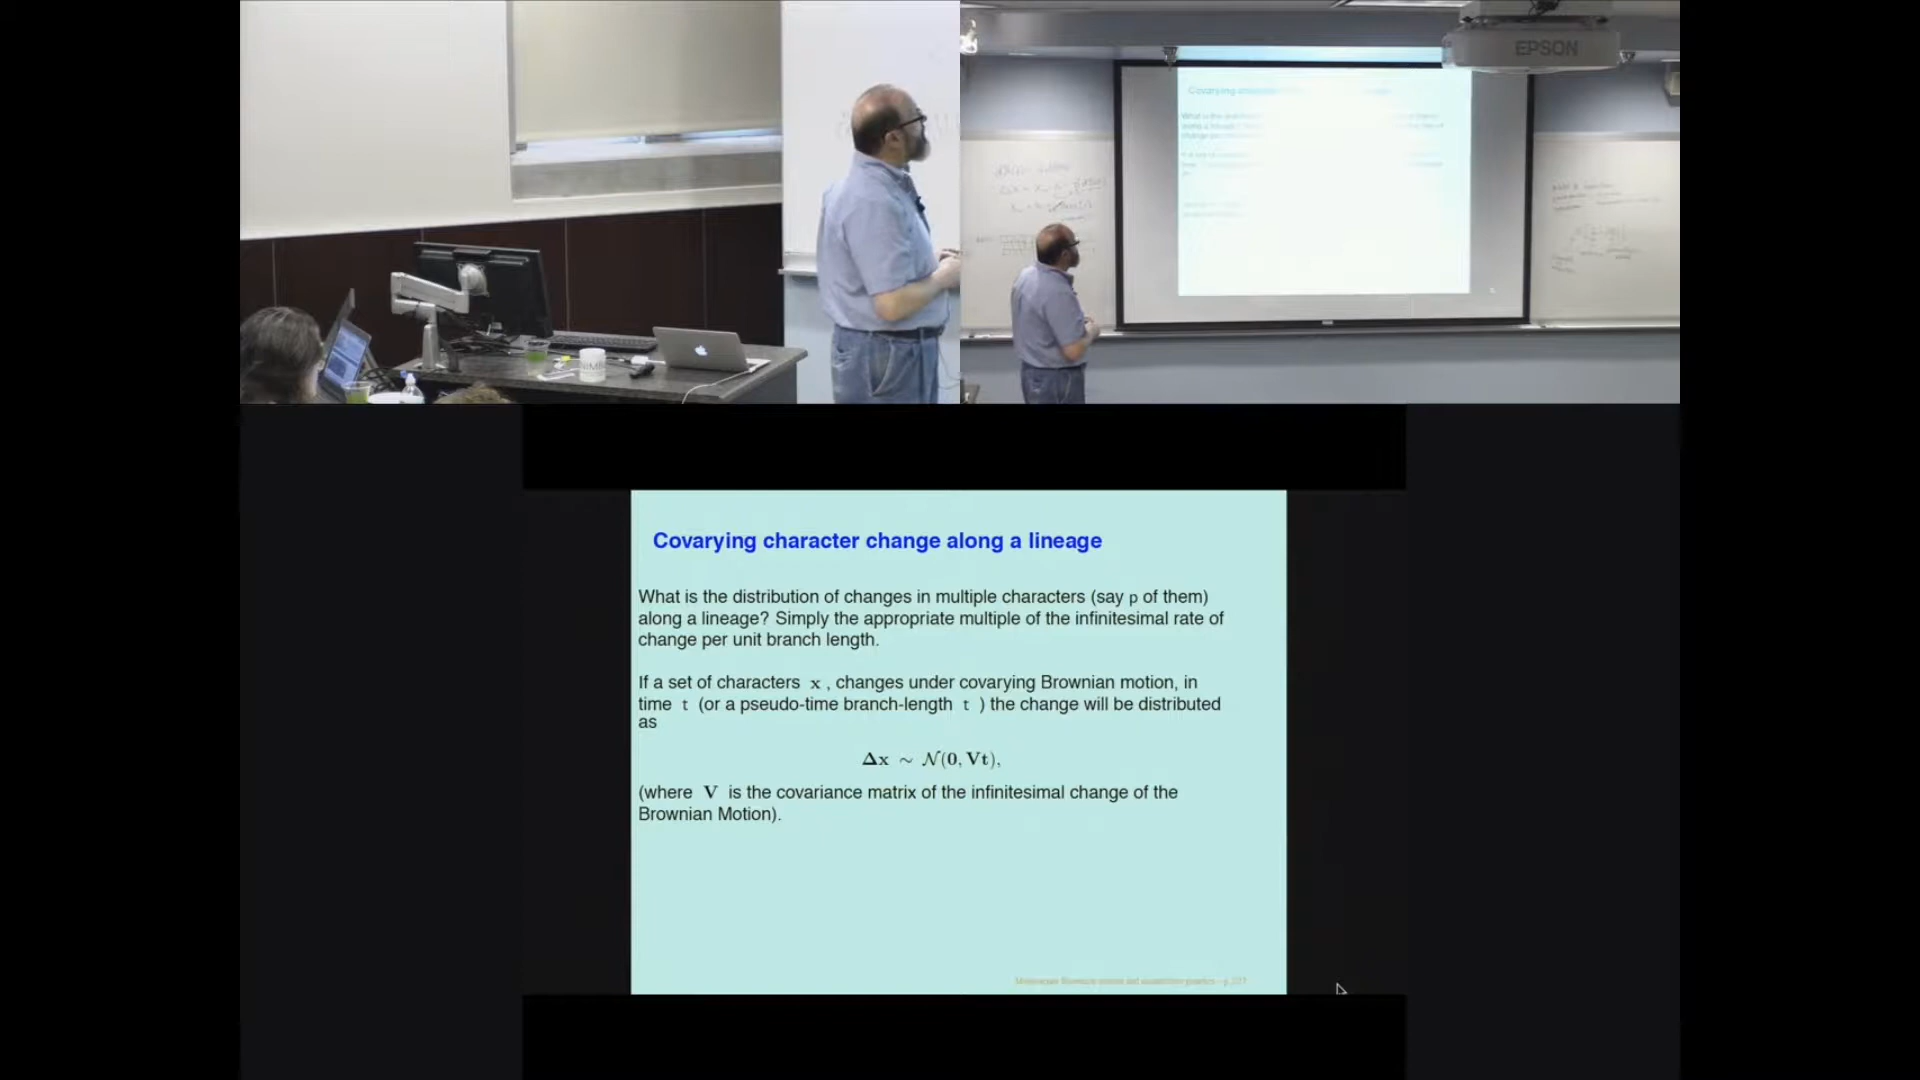 EPSON
NIMB
Covarying character change along a lineage
What is the distribution of changes in multiple characters (say p of them)
along a lineage? Simply the appropriate multiple of the infinitesimal rate of
change per unit branch length.
If a set of characters x , changes under covarying Brownian motion, in
time t (or a pseudo-time branch-length t ) the change will be distributed
as
Δx ∼ 𝒩(0, Vt),
(where V is the covariance matrix of the infinitesimal change of the
Brownian Motion).